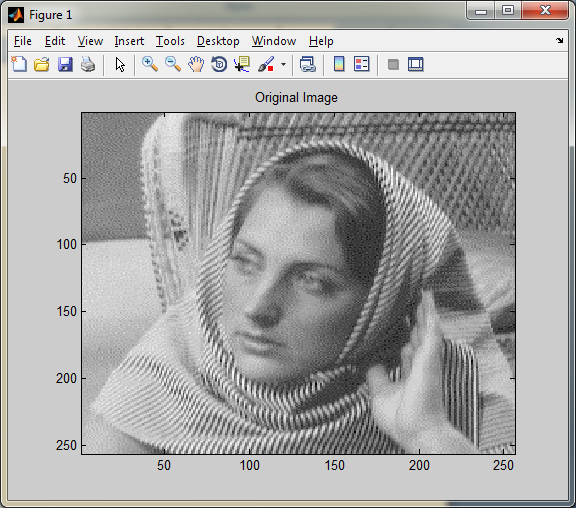 Figure 1
File Edit View Insert Tools Desktop Window Help
Original Image
50
100
150
200
250
50 100 150 200 250